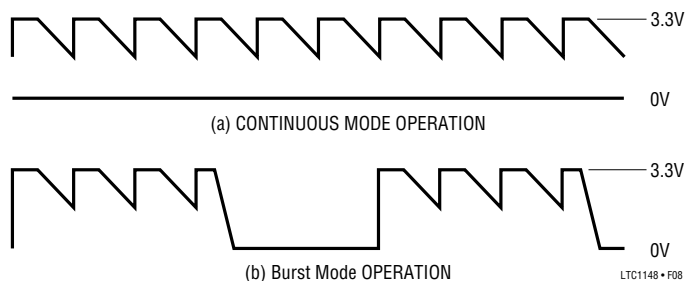 3.3V
0V
(a) CONTINUOUS MODE OPERATION
3.3V
0V
(b) Burst Mode OPERATION
LTC1148 • F08